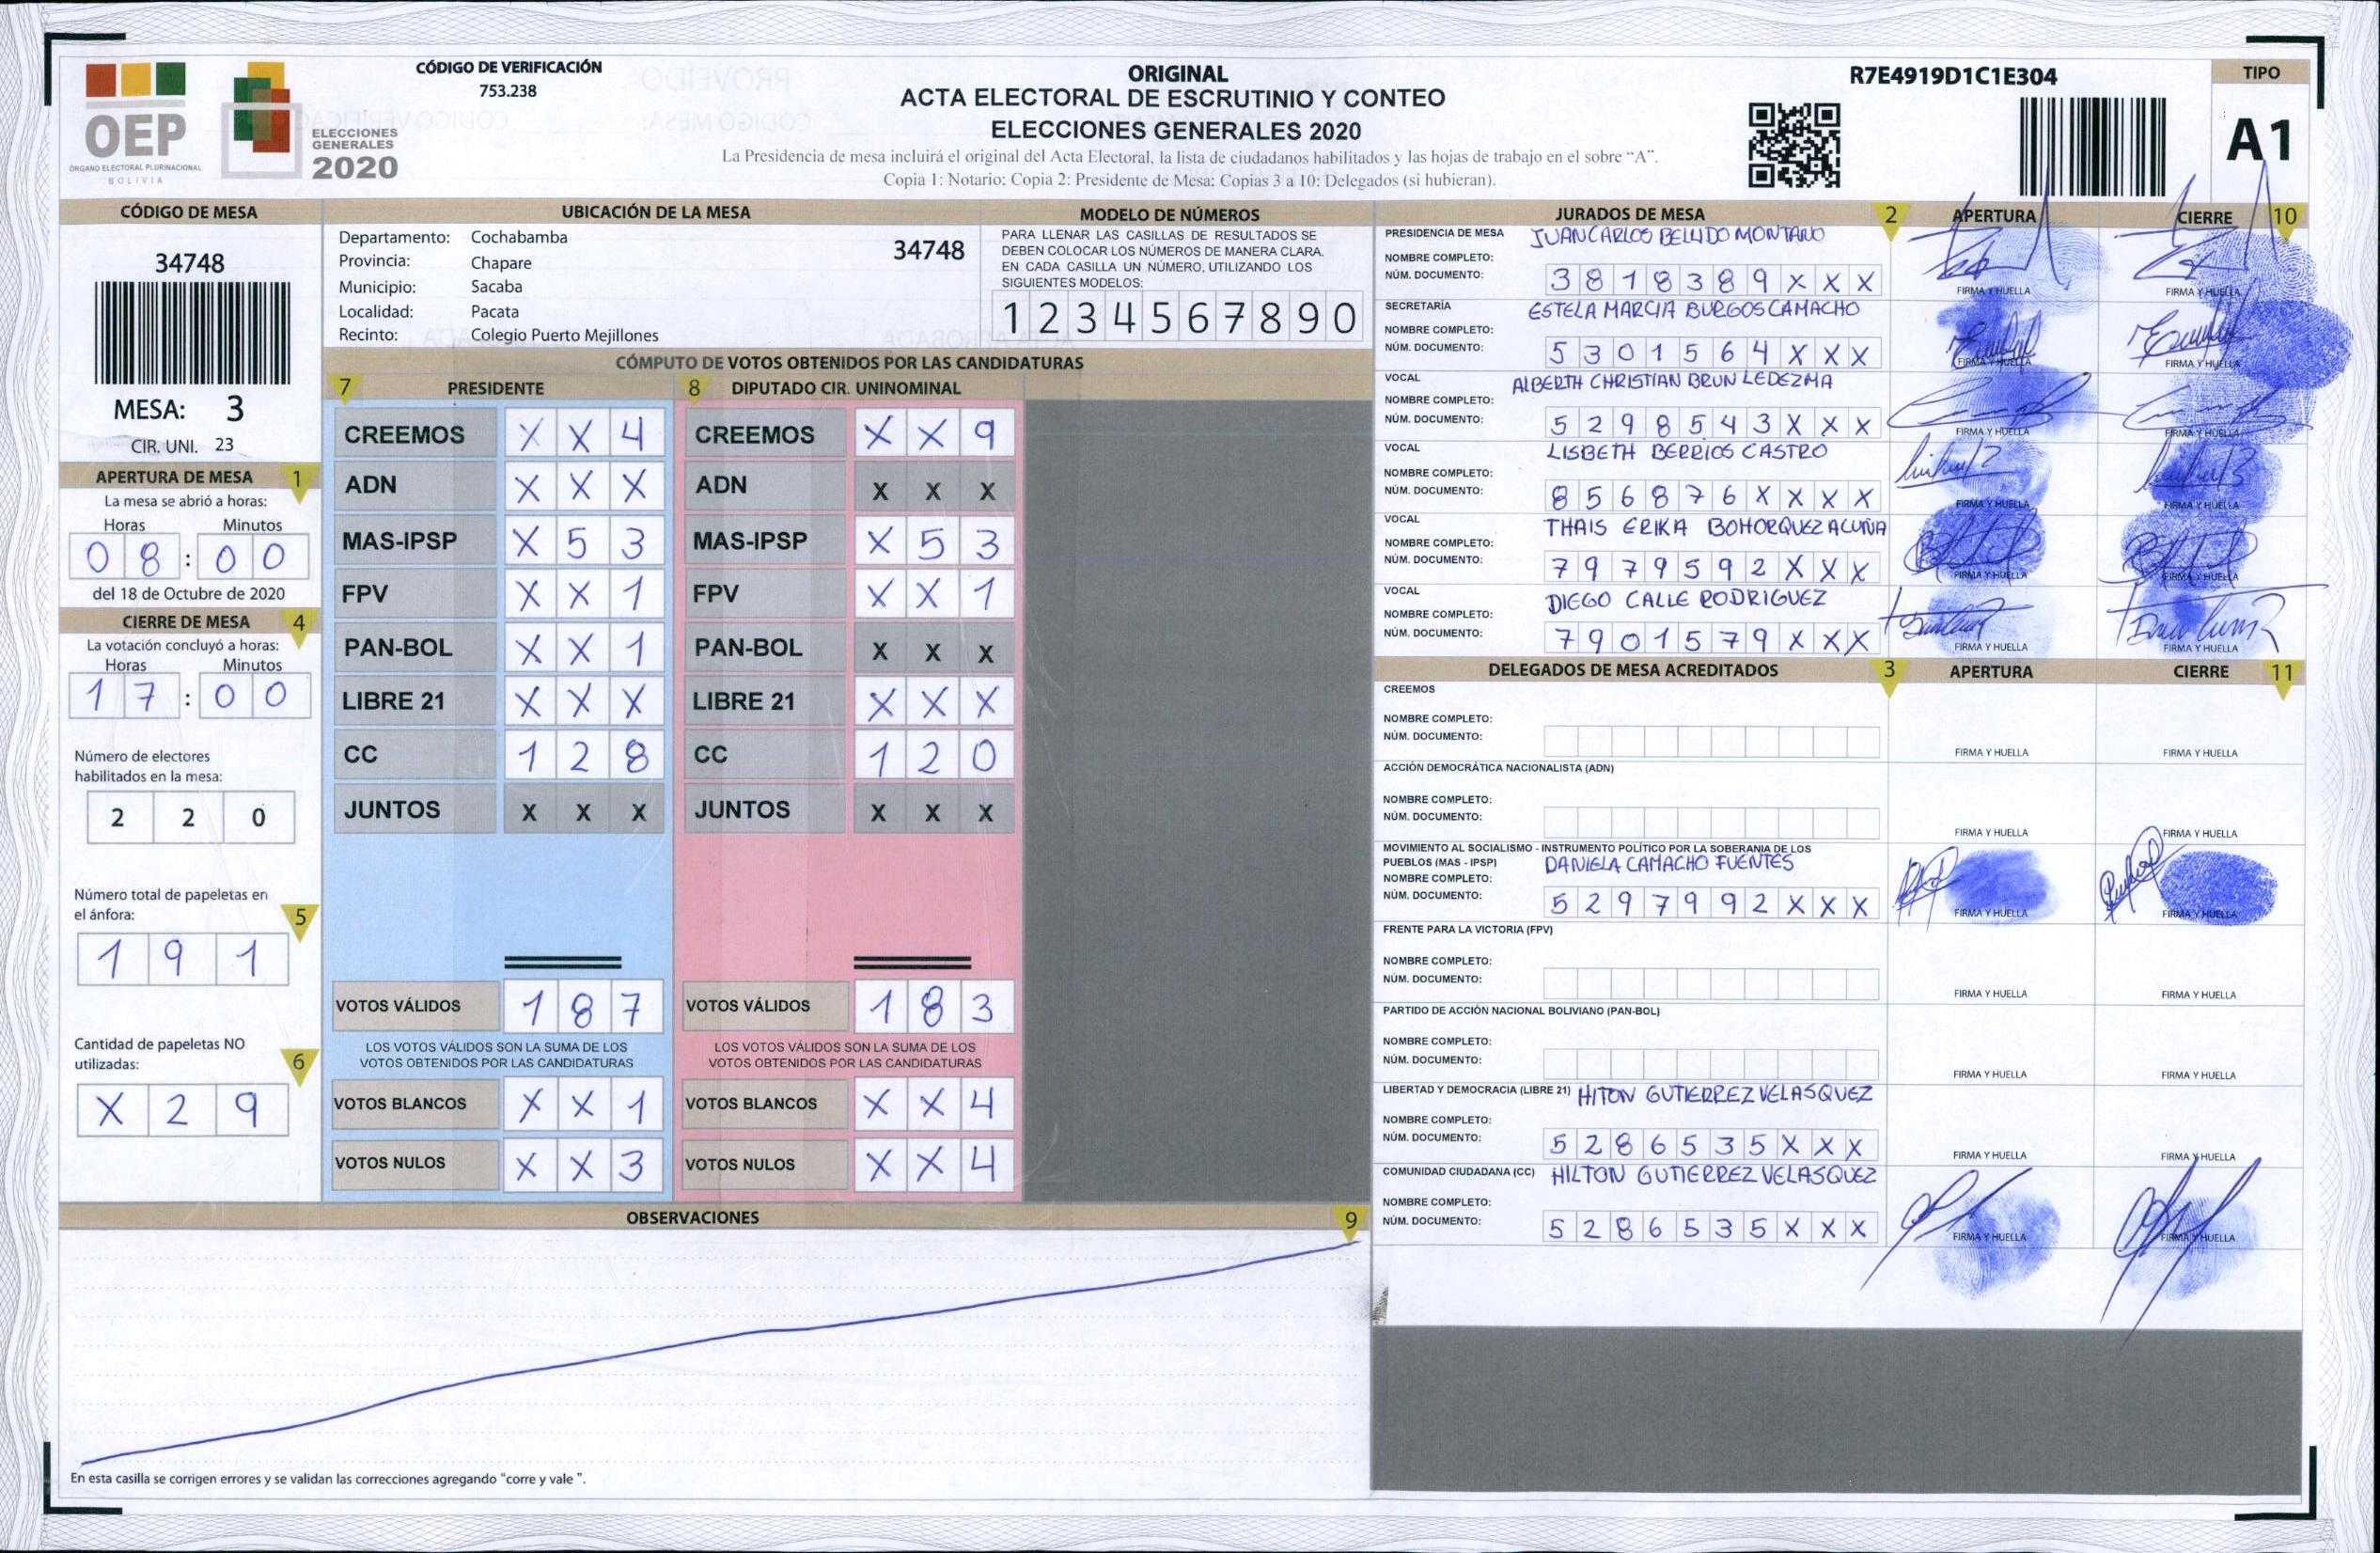 OEP
ÓRGANO ELECTORAL PLURINACIONAL
BOLIVIA
ELECCIONES
GENERALES
2020
CÓDIGO DE VERIFICACIÓN
753.238
ORIGINAL
ACTA ELECTORAL DE ESCRUTINIO Y CONTEO
ELECCIONES GENERALES 2020
La Presidencia de mesa incluirá el original del Acta Electoral, la lista de ciudadanos habilitados y las hojas de trabajo en el sobre “A”.
Copia 1: Notario; Copia 2: Presidente de Mesa; Copias 3 a 10: Delegados (si hubieran).
R7E4919D1C1E304
TIPO
A1
CÓDIGO DE MESA
34748
MESA: 3
CIR. UNI. 23
APERTURA DE MESA 1
La mesa se abrió a horas:
Horas Minutos
0 8 : 0 0
del 18 de Octubre de 2020
CIERRE DE MESA 4
La votación concluyó a horas:
Horas Minutos
1 7 : 0 0
Número de electores
habilitados en la mesa:
2 2 0
Número total de papeletas en
el ánfora: 5
1 9 1
Cantidad de papeletas NO
utilizadas: 6
X 2 9
UBICACIÓN DE LA MESA
Departamento: Cochabamba 34748
Provincia: Chapare
Municipio: Sacaba
Localidad: Pacata
Recinto: Colegio Puerto Mejillones
MODELO DE NÚMEROS
PARA LLENAR LAS CASILLAS DE RESULTADOS SE
DEBEN COLOCAR LOS NÚMEROS DE MANERA CLARA.
EN CADA CASILLA UN NÚMERO, UTILIZANDO LOS
SIGUIENTES MODELOS:
1 2 3 4 5 6 7 8 9 0
CÓMPUTO DE VOTOS OBTENIDOS POR LAS CANDIDATURAS
7 PRESIDENTE 8 DIPUTADO CIR. UNINOMINAL
CREEMOS X X 4 CREEMOS X X 9
ADN X X X ADN X X X
MAS-IPSP X 5 3 MAS-IPSP X 5 3
FPV X X 1 FPV X X 1
PAN-BOL X X 1 PAN-BOL X X X
LIBRE 21 X X X LIBRE 21 X X X
CC 1 2 8 CC 1 2 0
JUNTOS X X X JUNTOS X X X
VOTOS VÁLIDOS 1 8 7 VOTOS VÁLIDOS 1 8 3
LOS VOTOS VÁLIDOS SON LA SUMA DE LOS LOS VOTOS VÁLIDOS SON LA SUMA DE LOS
VOTOS OBTENIDOS POR LAS CANDIDATURAS VOTOS OBTENIDOS POR LAS CANDIDATURAS
VOTOS BLANCOS X X 1 VOTOS BLANCOS X X 4
VOTOS NULOS X X 3 VOTOS NULOS X X 4
OBSERVACIONES 9
En esta casilla se corrigen errores y se validan las correcciones agregando “corre y vale ”.
JURADOS DE MESA 2 APERTURA CIERRE 10
PRESIDENCIA DE MESA JUAN CARLOS BELLIDO MONTAÑO
NOMBRE COMPLETO:
NÚM. DOCUMENTO: 3 8 1 8 3 8 9 X X X FIRMA Y HUELLA FIRMA Y HUELLA
SECRETARÍA ESTELA MARCIA BURGOS CAMACHO
NOMBRE COMPLETO:
NÚM. DOCUMENTO: 5 3 0 1 5 6 4 X X X FIRMA Y HUELLA FIRMA Y HUELLA
VOCAL ALBERTH CHRISTIAN BRUN LEDEZMA
NOMBRE COMPLETO:
NÚM. DOCUMENTO: 5 2 9 8 5 4 3 X X X FIRMA Y HUELLA FIRMA Y HUELLA
VOCAL LISBETH BERRIOS CASTRO
NOMBRE COMPLETO:
NÚM. DOCUMENTO: 8 5 6 8 7 6 X X X X FIRMA Y HUELLA FIRMA Y HUELLA
VOCAL THAIS ERIKA BOHORQUEZ ACUÑA
NOMBRE COMPLETO:
NÚM. DOCUMENTO: 7 9 7 9 5 9 2 X X X FIRMA Y HUELLA FIRMA Y HUELLA
VOCAL DIEGO CALLE RODRIGUEZ
NOMBRE COMPLETO:
NÚM. DOCUMENTO: 7 9 0 1 5 7 9 X X X FIRMA Y HUELLA FIRMA Y HUELLA
DELEGADOS DE MESA ACREDITADOS 3 APERTURA CIERRE 11
CREEMOS
NOMBRE COMPLETO:
NÚM. DOCUMENTO: FIRMA Y HUELLA FIRMA Y HUELLA
ACCIÓN DEMOCRÁTICA NACIONALISTA (ADN)
NOMBRE COMPLETO:
NÚM. DOCUMENTO: FIRMA Y HUELLA FIRMA Y HUELLA
MOVIMIENTO AL SOCIALISMO - INSTRUMENTO POLÍTICO POR LA SOBERANIA DE LOS
PUEBLOS (MAS - IPSP) DANIELA CAMACHO FUENTES
NOMBRE COMPLETO:
NÚM. DOCUMENTO: 5 2 9 7 9 9 2 X X X FIRMA Y HUELLA FIRMA Y HUELLA
FRENTE PARA LA VICTORIA (FPV)
NOMBRE COMPLETO:
NÚM. DOCUMENTO: FIRMA Y HUELLA FIRMA Y HUELLA
PARTIDO DE ACCIÓN NACIONAL BOLIVIANO (PAN-BOL)
NOMBRE COMPLETO:
NÚM. DOCUMENTO: FIRMA Y HUELLA FIRMA Y HUELLA
LIBERTAD Y DEMOCRACIA (LIBRE 21) HITON GUTIERREZ VELASQUEZ
NOMBRE COMPLETO:
NÚM. DOCUMENTO: 5 2 8 6 5 3 5 X X X FIRMA Y HUELLA FIRMA Y HUELLA
COMUNIDAD CIUDADANA (CC) HILTON GUTIERREZ VELASQUEZ
NOMBRE COMPLETO:
NÚM. DOCUMENTO: 5 2 8 6 5 3 5 X X X FIRMA Y HUELLA FIRMA Y HUELLA